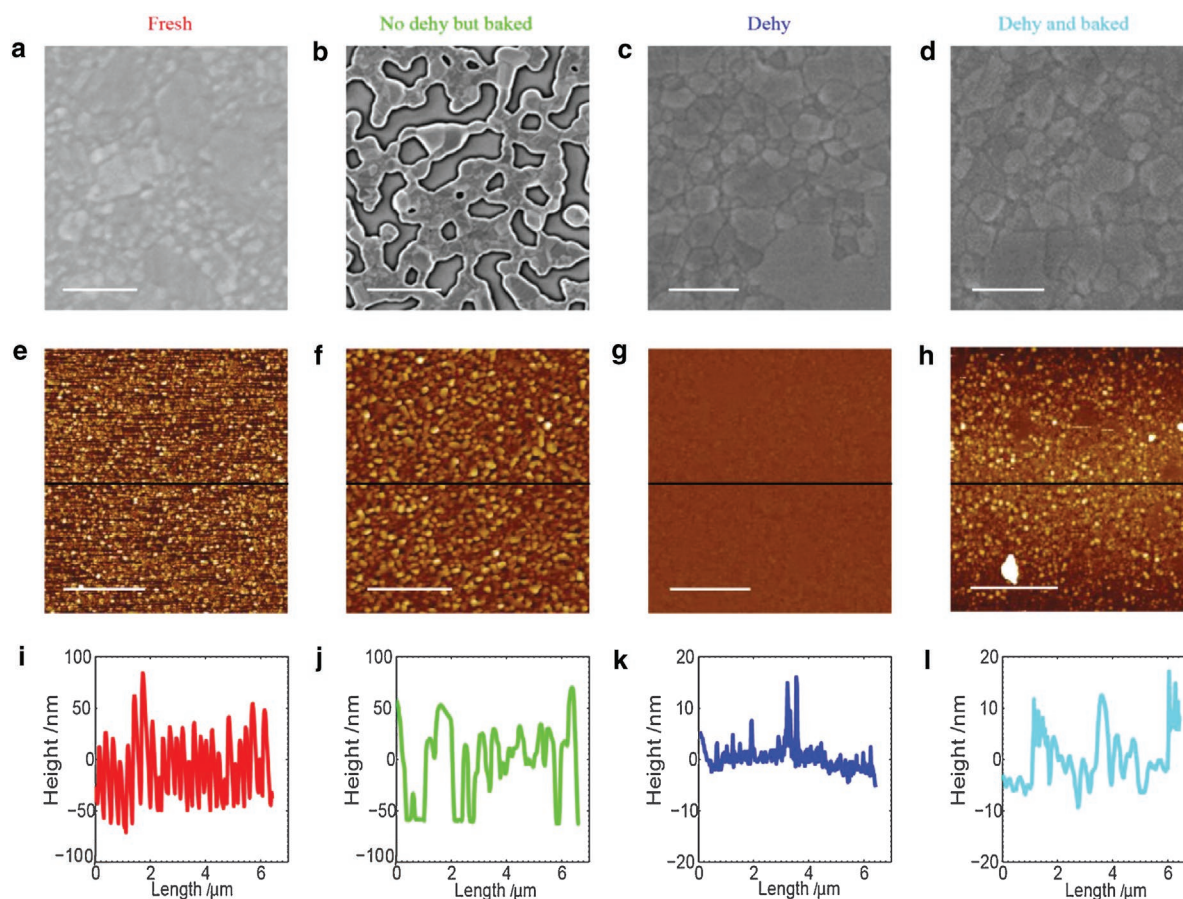 Fresh No dehy but baked Dehy Dehy and baked
a b c d
e f g h
i j k l
100 100 20 20
50 50 10 10
0 0 0 0
−50 −50 −10 −10
−100 −100 −20 −20
Height /nm Height /nm Height /nm Height /nm
0 2 4 6 0 2 4 6 0 2 4 6 0 2 4 6
Length /μm Length /μm Length /μm Length /μm